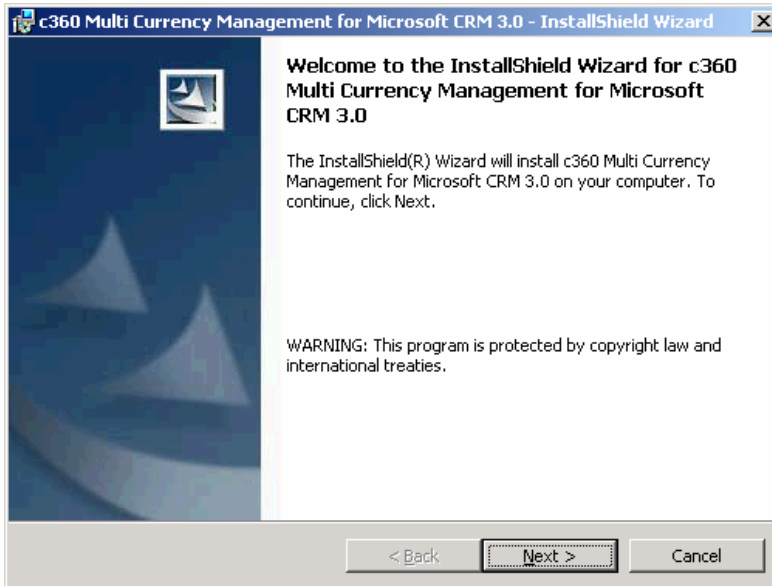 c360 Multi Currency Management for Microsoft CRM 3.0 - InstallShield Wizard
Welcome to the InstallShield Wizard for c360
Multi Currency Management for Microsoft
CRM 3.0
The InstallShield(R) Wizard will install c360 Multi Currency
Management for Microsoft CRM 3.0 on your computer. To
continue, click Next.
WARNING: This program is protected by copyright law and
international treaties.
< Back
Next >
Cancel